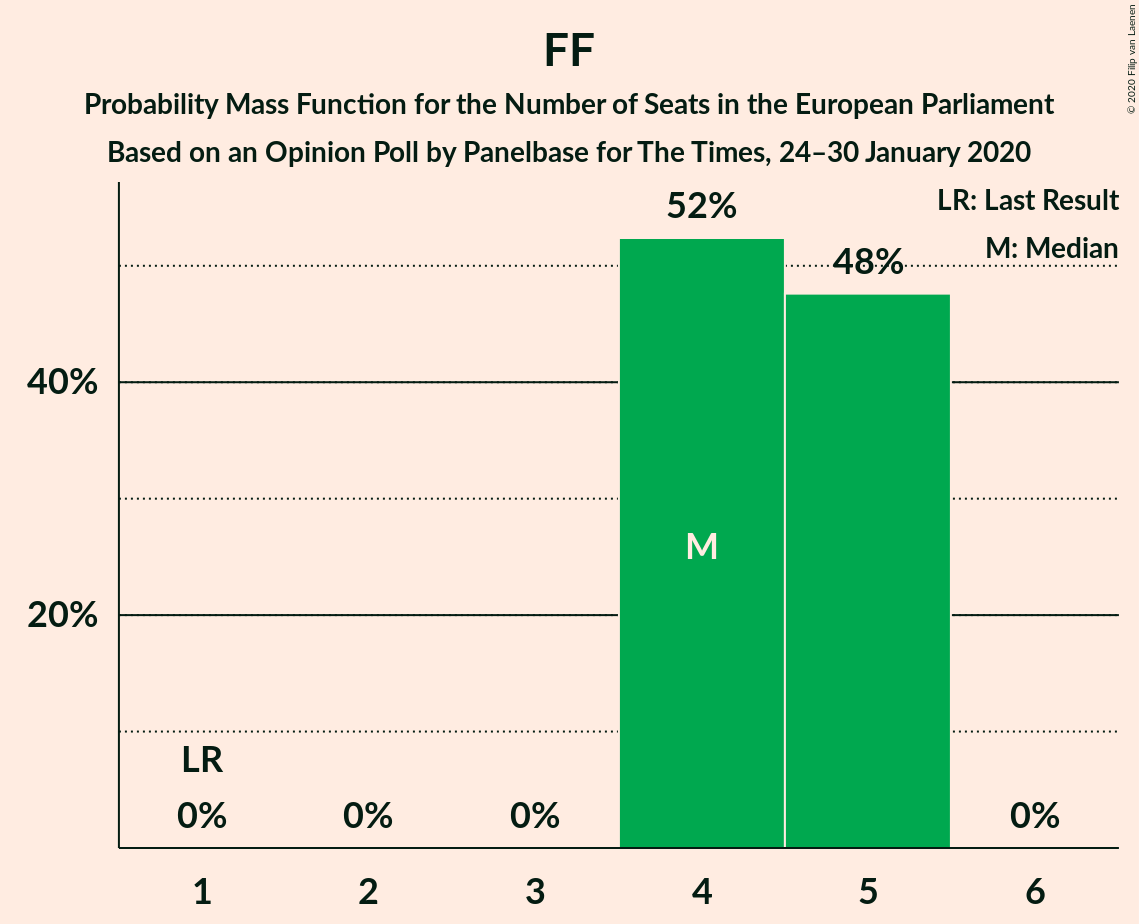 FF
Probability Mass Function for the Number of Seats in the European Parliament
Based on an Opinion Poll by Panelbase for The Times, 24–30 January 2020
© 2020 Filip van Laenen
LR: Last Result
M: Median
52%
48%
40%
20%
M
LR
0%
0%
0%
0%
1
2
3
4
5
6